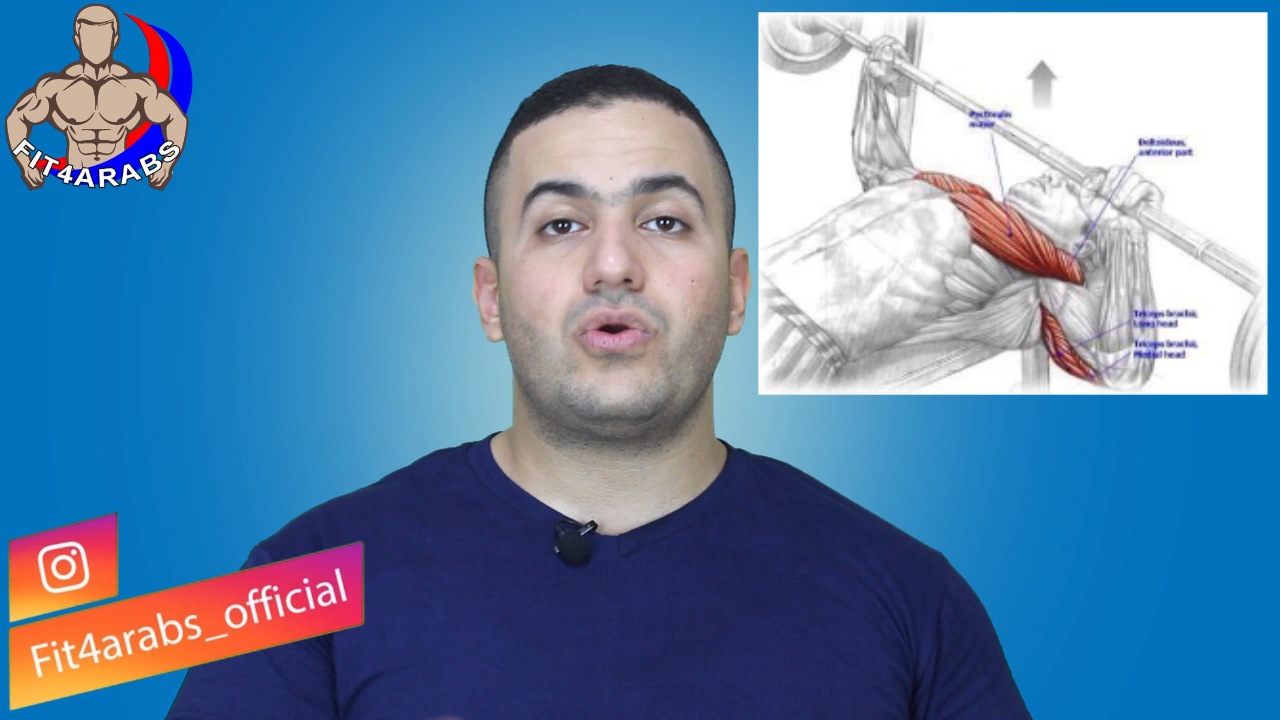 FIT4ARABS
Pectoralis
major
Deltoideus,
anterior part
Triceps brachii,
Long head
Triceps brachii,
Medial head
Fit4arabs_official